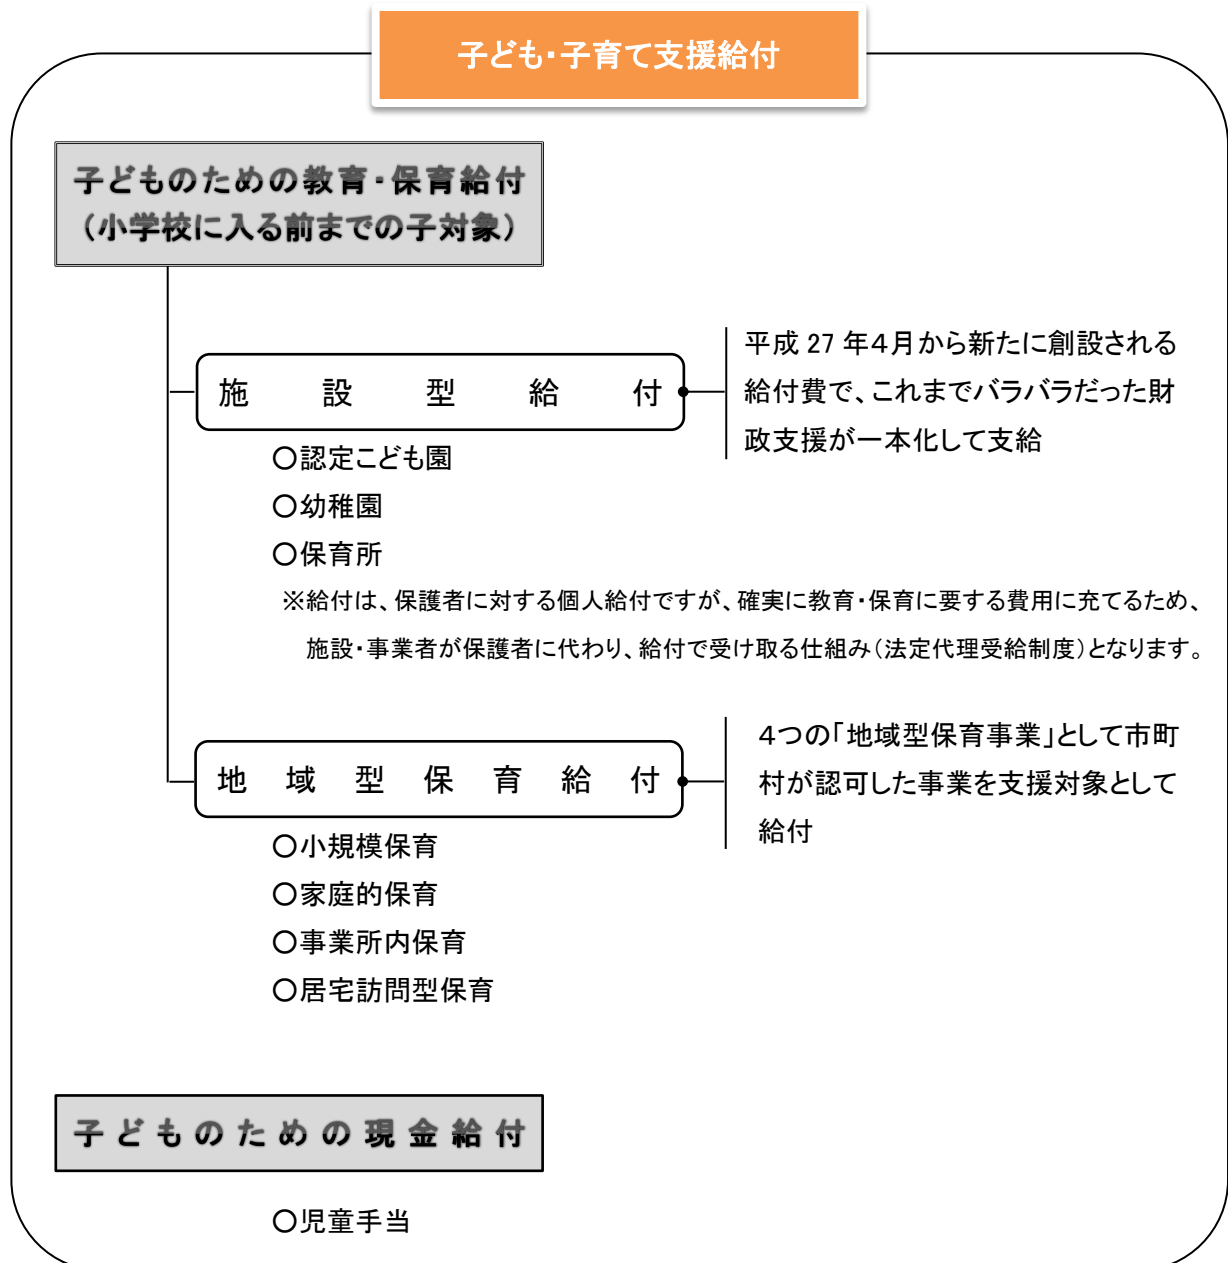 子ども・子育て支援給付
子どものための教育・保育給付
（小学校に入る前までの子対象）
施設型給付
平成 27 年４月から新たに創設される
給付費で、これまでバラバラだった財
政支援が一本化して支給
○認定こども園
○幼稚園
○保育所
※給付は、保護者に対する個人給付ですが、確実に教育・保育に要する費用に充てるため、
施設・事業者が保護者に代わり、給付で受け取る仕組み（法定代理受給制度）となります。
地域型保育給付
４つの「地域型保育事業」として市町
村が認可した事業を支援対象として
給付
○小規模保育
○家庭的保育
○事業所内保育
○居宅訪問型保育
子どものための現金給付
○児童手当